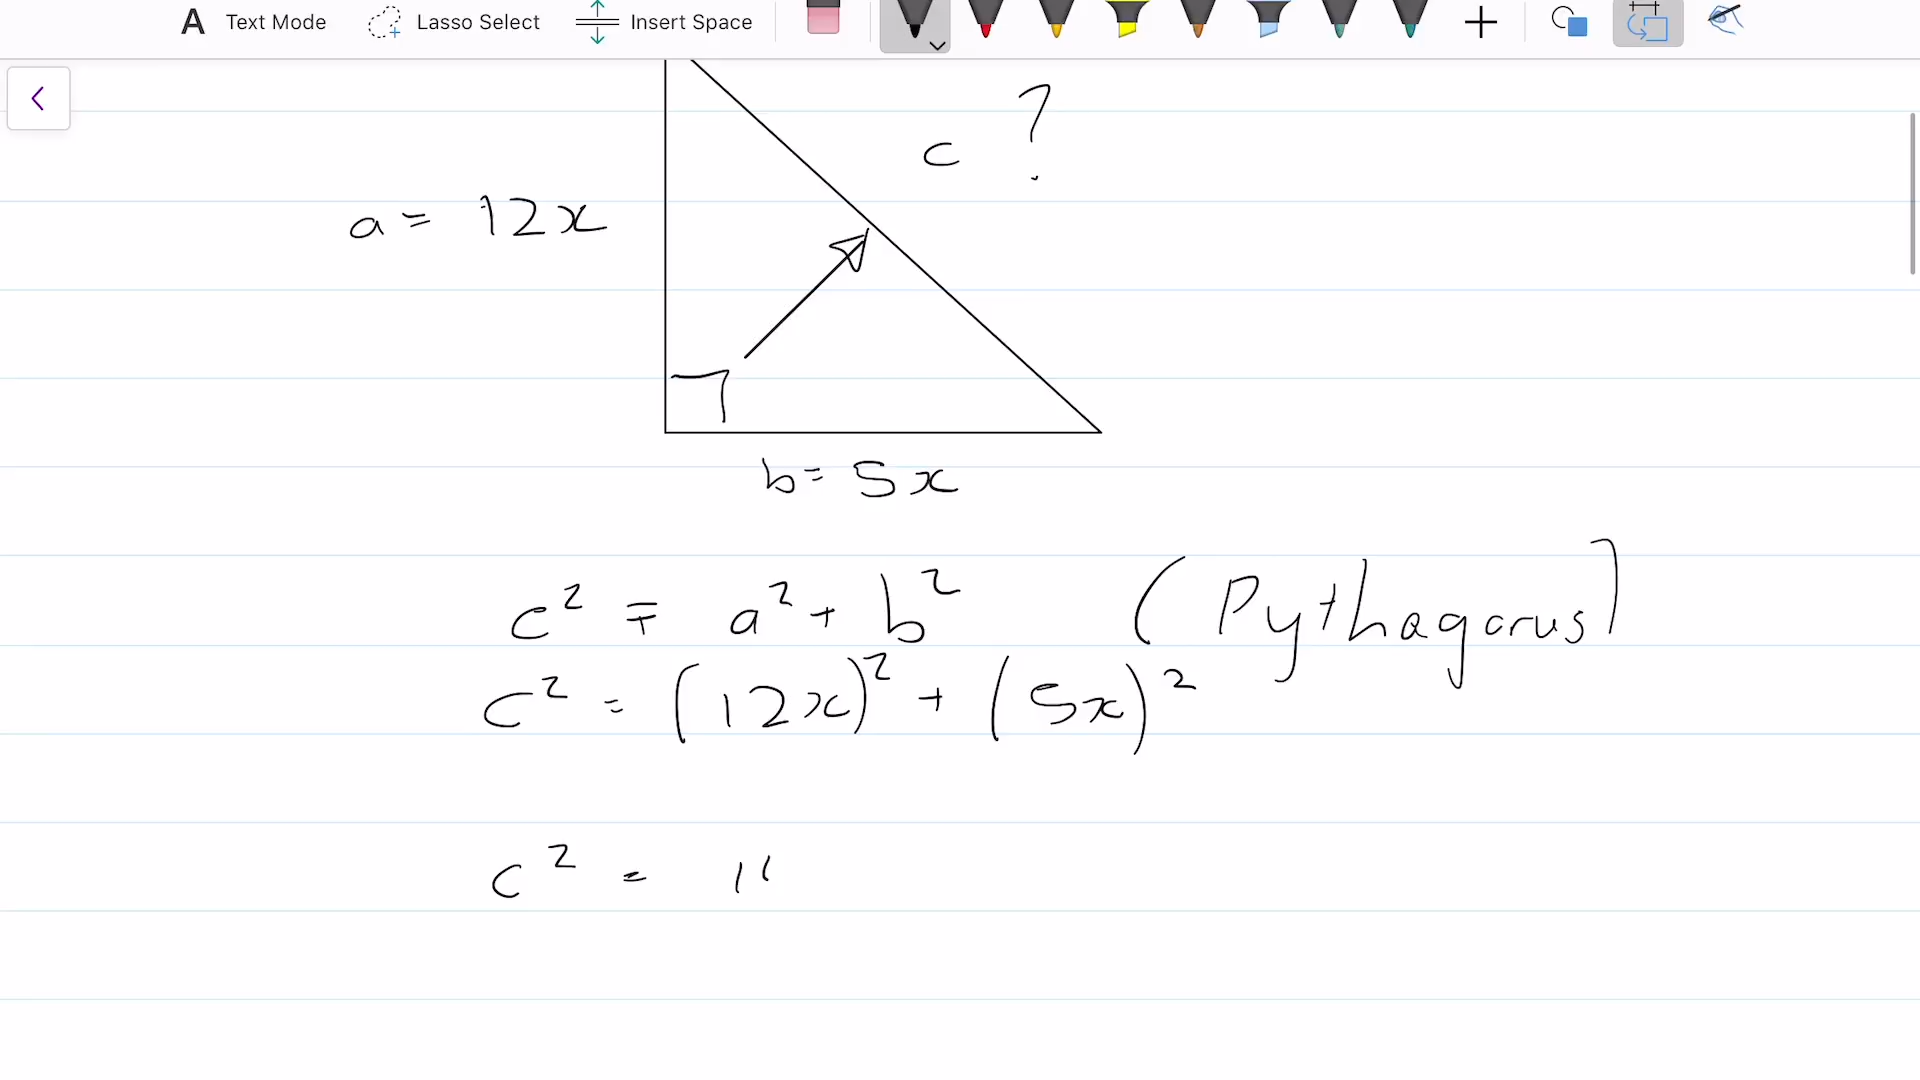 Text Mode Lasso Select Insert Space
c ?
a = 12x
b = 5x
c² = a² + b² (Pythagorus)
c² = (12x)² + (5x)²
c² =